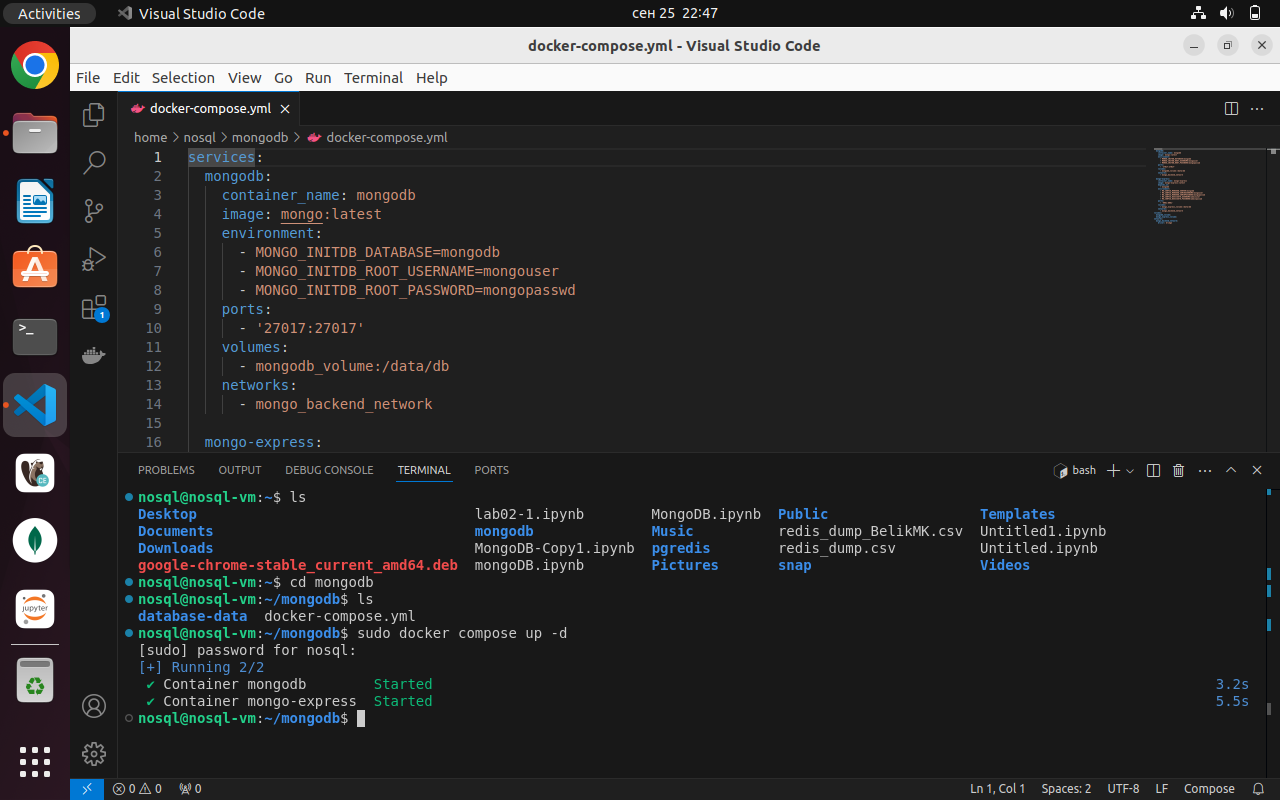 Activities Visual Studio Code сен 25 22:47
docker-compose.yml - Visual Studio Code
File Edit Selection View Go Run Terminal Help
docker-compose.yml
home > nosql > mongodb > docker-compose.yml
1 services:
2 mongodb:
3 container_name: mongodb
4 image: mongo:latest
5 environment:
6 - MONGO_INITDB_DATABASE=mongodb
7 - MONGO_INITDB_ROOT_USERNAME=mongouser
8 - MONGO_INITDB_ROOT_PASSWORD=mongopasswd
9 ports:
10 - '27017:27017'
11 volumes:
12 - mongodb_volume:/data/db
13 networks:
14 - mongo_backend_network
15
16 mongo-express:
1
PROBLEMS OUTPUT DEBUG CONSOLE TERMINAL PORTS bash
nosql@nosql-vm:~$ ls
Desktop lab02-1.ipynb MongoDB.ipynb Public Templates
Documents mongodb Music redis_dump_BelikMK.csv Untitled1.ipynb
Downloads MongoDB-Copy1.ipynb pgredis redis_dump.csv Untitled.ipynb
google-chrome-stable_current_amd64.deb mongoDB.ipynb Pictures snap Videos
nosql@nosql-vm:~$ cd mongodb
nosql@nosql-vm:~/mongodb$ ls
database-data docker-compose.yml
nosql@nosql-vm:~/mongodb$ sudo docker compose up -d
[sudo] password for nosql:
[+] Running 2/2
✔ Container mongodb Started 3.2s
✔ Container mongo-express Started 5.5s
nosql@nosql-vm:~/mongodb$
0 0 0 Ln 1, Col 1 Spaces: 2 UTF-8 LF Compose
>_
CE
jupyter